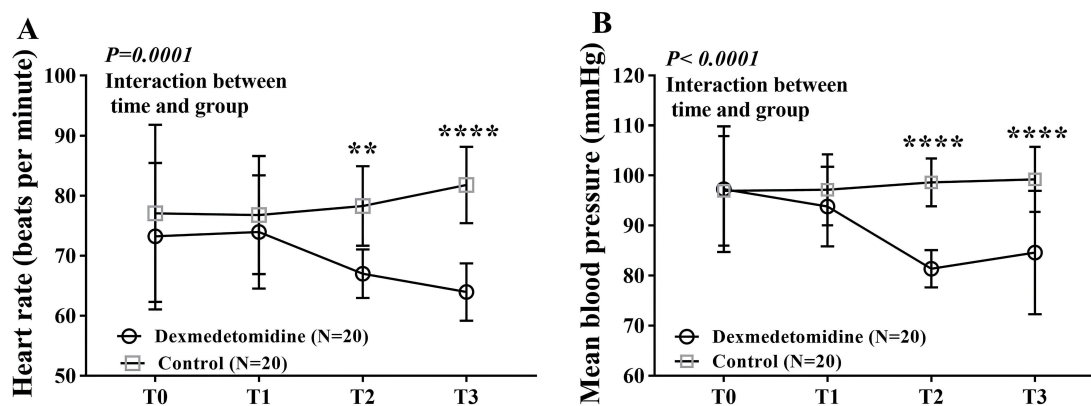 A
P=0.0001
Interaction between
time and group
Heart rate (beats per minute)
100
90
80
70
60
50
**
****
Dexmedetomidine (N=20)
Control (N=20)
T0 T1 T2 T3
B
P< 0.0001
Interaction between
time and group
Mean blood pressure (mmHg)
120
110
100
90
80
70
60
****
****
Dexmedetomidine (N=20)
Control (N=20)
T0 T1 T2 T3